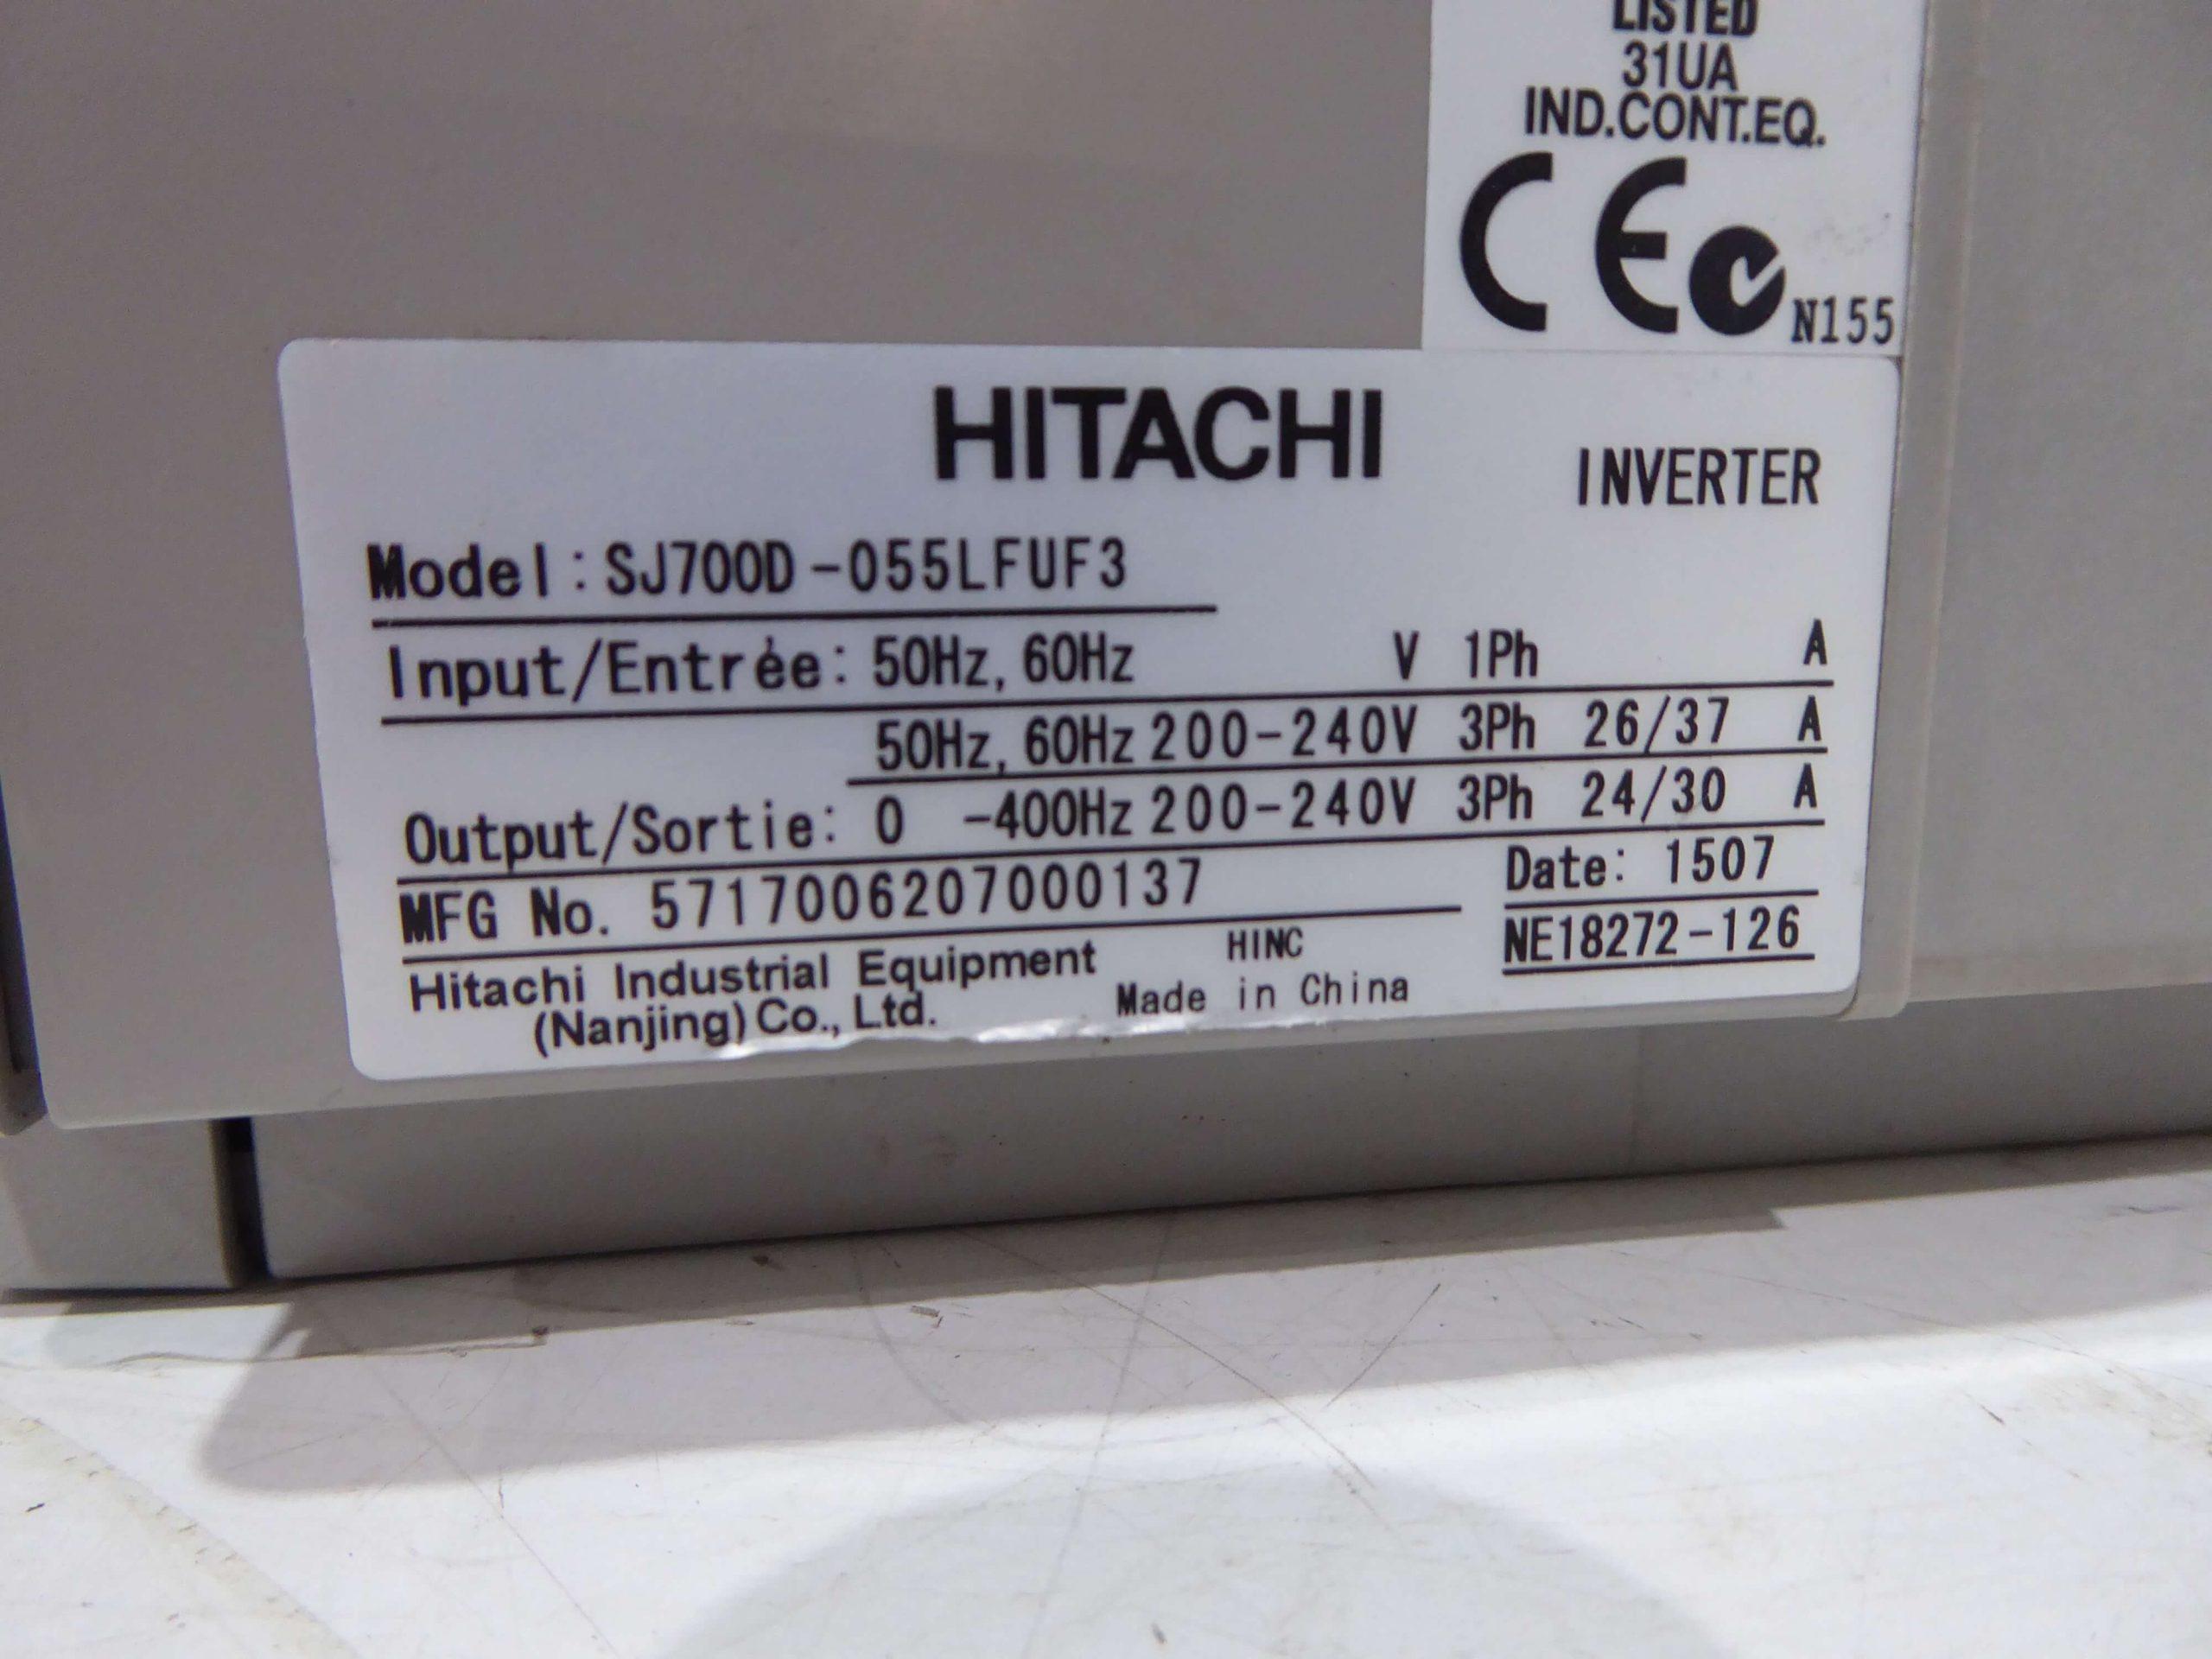 LISTED
31UA
IND.CONT.EQ.
CE N155
HITACHI
INVERTER
Model:SJ700D-055LFUF3
Input/Entrée: 50Hz, 60Hz V 1Ph A
50Hz, 60Hz 200-240V 3Ph 26/37 A
Output/Sortie: 0 -400Hz 200-240V 3Ph 24/30 A
MFG No. 5717006207000137 Date: 1507
Hitachi Industrial Equipment HINC NE18272-126
(Nanjing) Co., Ltd. Made in China